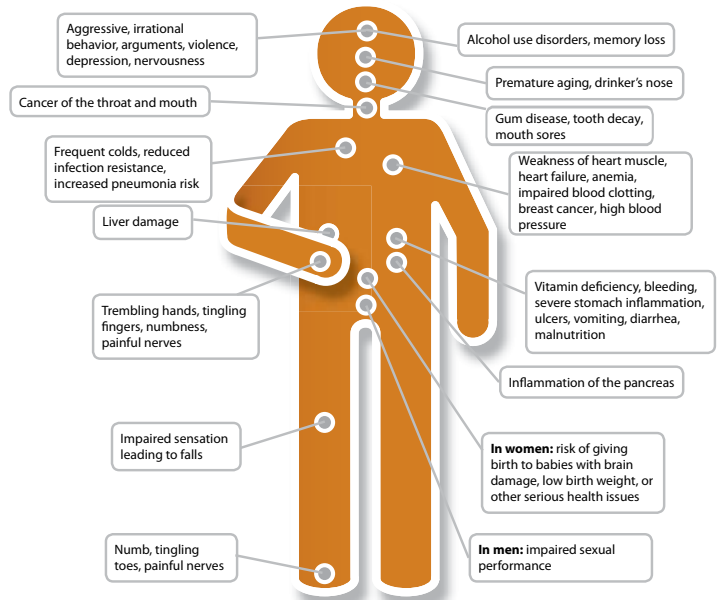 Aggressive, irrational
behavior, arguments, violence,
depression, nervousness
Alcohol use disorders, memory loss
Premature aging, drinker’s nose
Cancer of the throat and mouth
Gum disease, tooth decay,
mouth sores
Frequent colds, reduced
infection resistance,
increased pneumonia risk
Weakness of heart muscle,
heart failure, anemia,
impaired blood clotting,
breast cancer, high blood
pressure
Liver damage
Vitamin deficiency, bleeding,
severe stomach inflammation,
ulcers, vomiting, diarrhea,
malnutrition
Trembling hands, tingling
fingers, numbness,
painful nerves
Inflammation of the pancreas
Impaired sensation
leading to falls
In women: risk of giving
birth to babies with brain
damage, low birth weight, or
other serious health issues
Numb, tingling
toes, painful nerves
In men: impaired sexual
performance